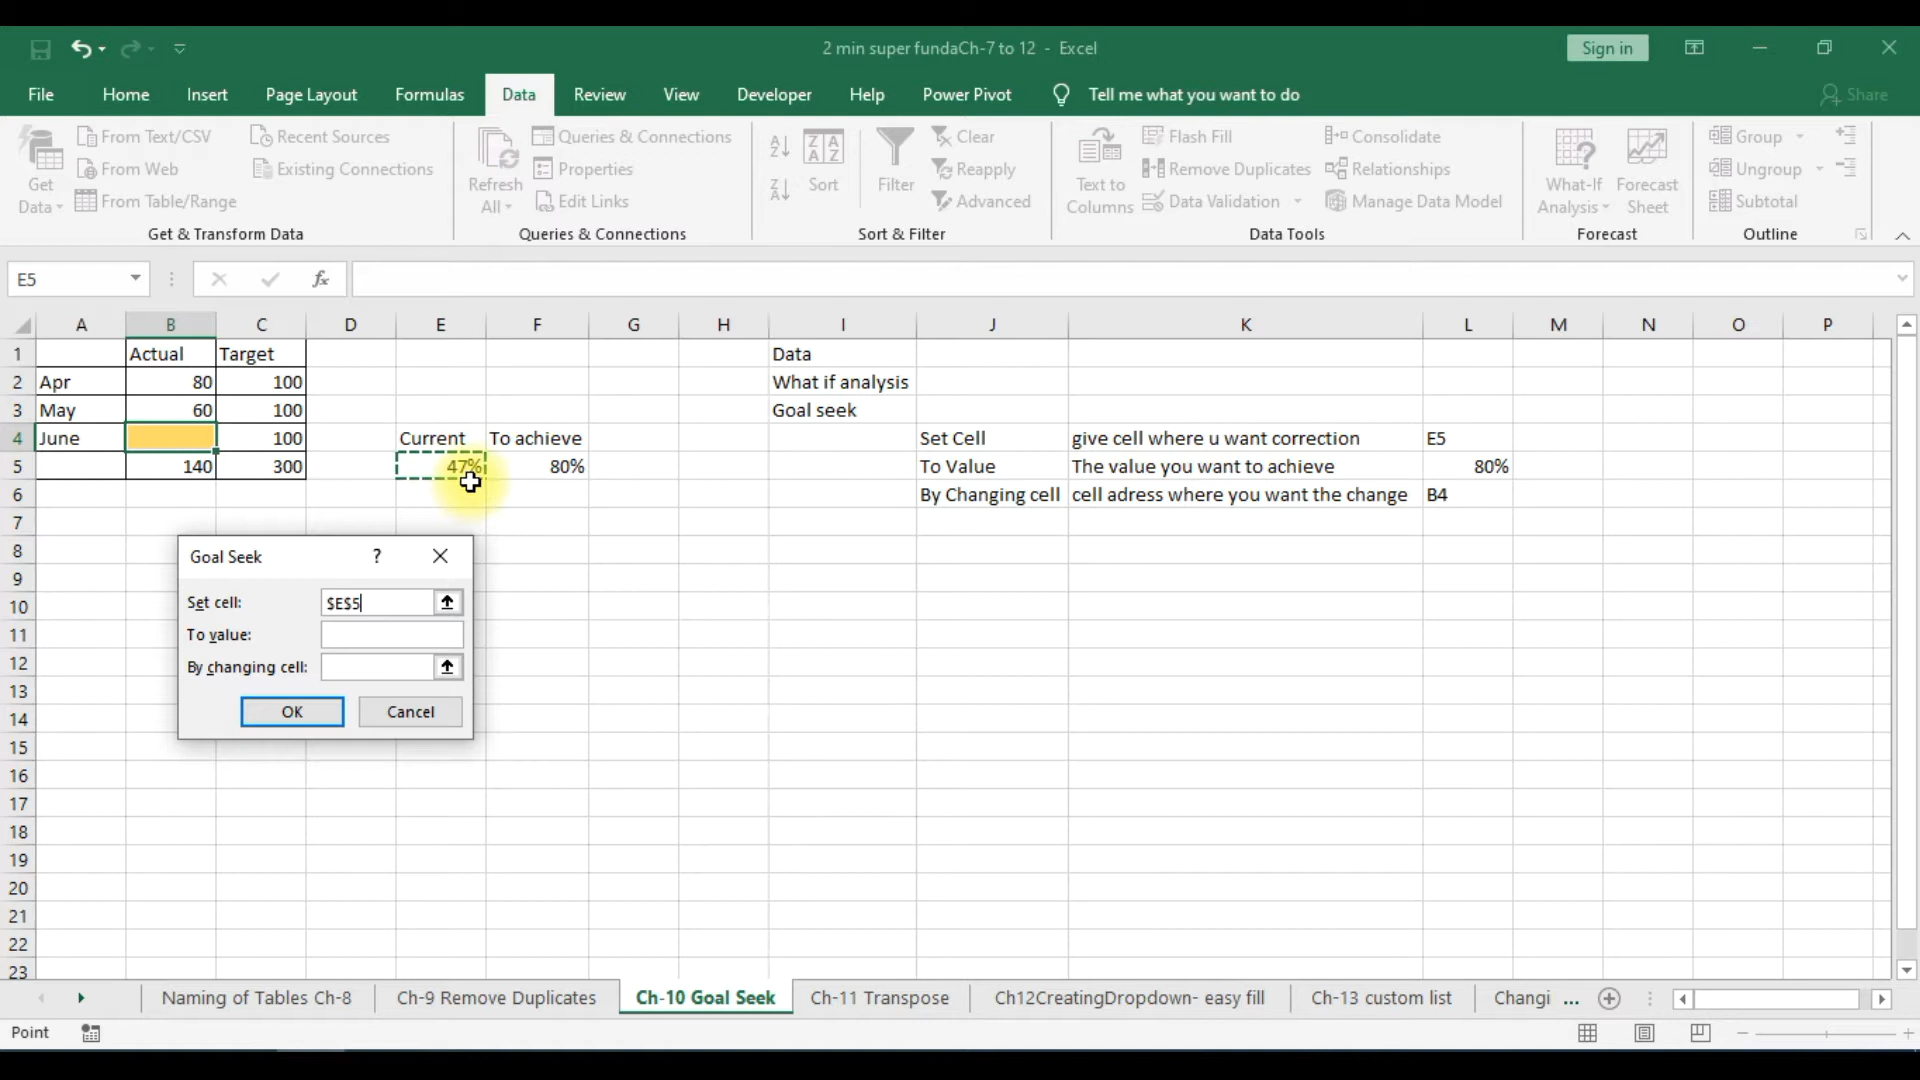 2 min super fundaCh-7 to 12 - Excel
Sign in
File Home Insert Page Layout Formulas Data Review View Developer Help Power Pivot Tell me what you want to do Share
Get Data
From Text/CSV
From Web
From Table/Range
Recent Sources
Existing Connections
Get & Transform Data
Refresh All
Queries & Connections
Properties
Edit Links
Queries & Connections
Sort
Filter
Clear
Reapply
Advanced
Sort & Filter
Text to Columns
Flash Fill
Remove Duplicates
Data Validation
Consolidate
Relationships
Manage Data Model
Data Tools
What-If Analysis
Forecast Sheet
Forecast
Group
Ungroup
Subtotal
Outline
E5 fx
A B C D E F G H I J K L M N O P
1 Actual Target Data
2 Apr 80 100 What if analysis
3 May 60 100 Goal seek
4 June 100 Current To achieve Set Cell give cell where u want correction E5
5 140 300 47% 80% To Value The value you want to achieve 80%
6 By Changing cell cell adress where you want the change B4
7
8
9
10
11
12
13
14
15
16
17
18
19
20
21
22
23
Goal Seek ?
Set cell: $E$5
To value:
By changing cell:
OK Cancel
Naming of Tables Ch-8 Ch-9 Remove Duplicates Ch-10 Goal Seek Ch-11 Transpose Ch12CreatingDropdown- easy fill Ch-13 custom list Changi ...
Point